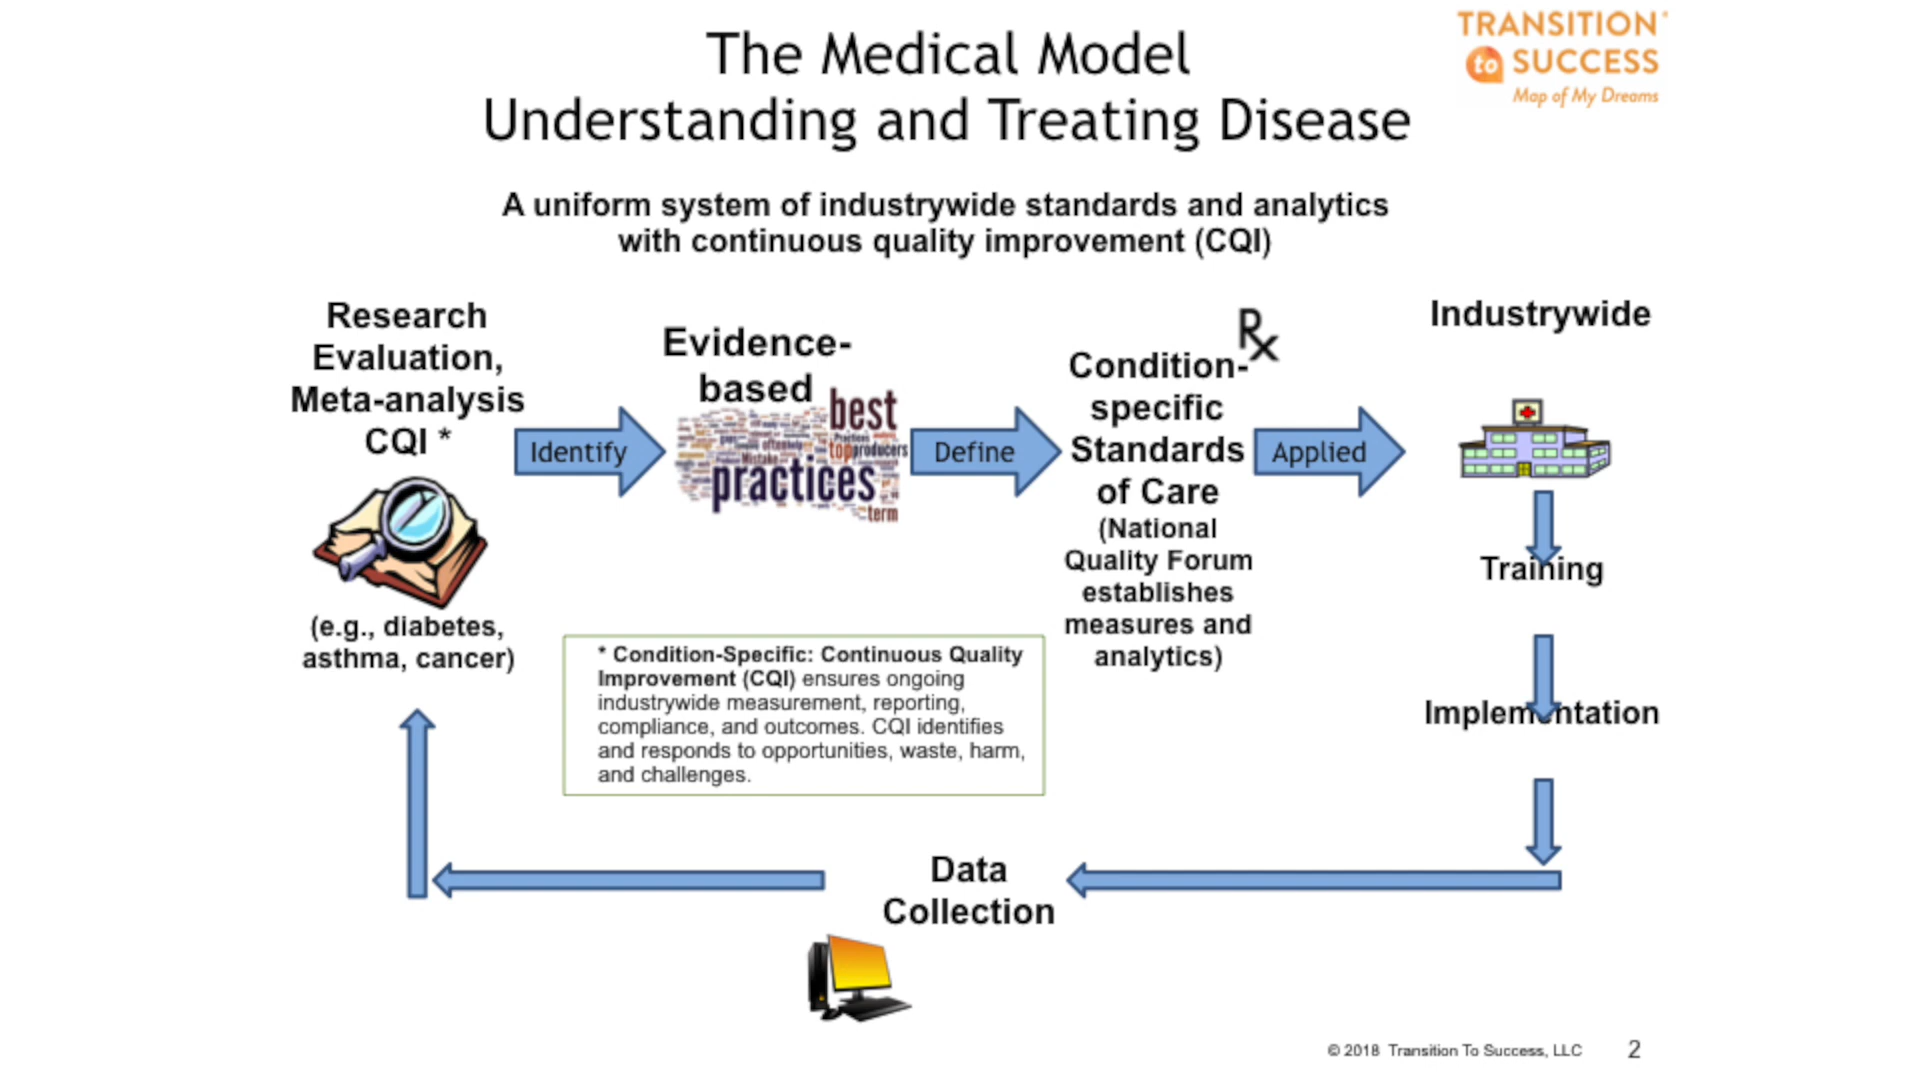 The Medical Model
Understanding and Treating Disease
TRANSITION
to SUCCESS
Map of My Dreams
A uniform system of industrywide standards and analytics
with continuous quality improvement (CQI)
Research
Evaluation,
Meta-analysis
CQI *
(e.g., diabetes,
asthma, cancer)
Identify
Evidence-
based
best
practices
top producers
term
Define
Rx
Condition-
specific
Standards
of Care
(National
Quality Forum
establishes
measures and
analytics)
Applied
Industrywide
Training
Implementation
* Condition-Specific: Continuous Quality
Improvement (CQI) ensures ongoing
industrywide measurement, reporting,
compliance, and outcomes. CQI identifies
and responds to opportunities, waste, harm,
and challenges.
Data
Collection
© 2018 Transition To Success, LLC
2